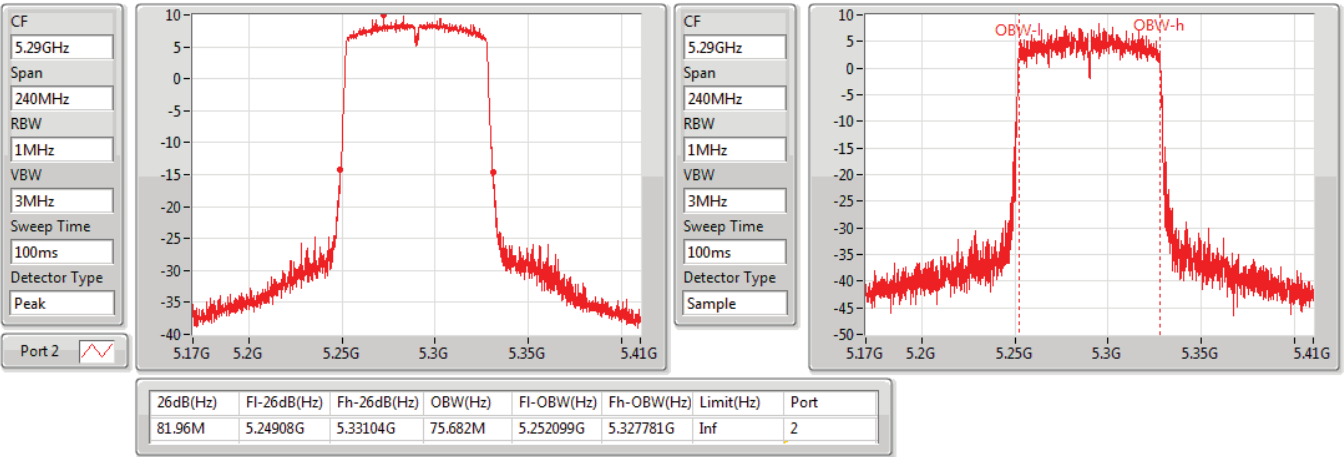 CF
5.29GHz
Span
240MHz
RBW
1MHz
VBW
3MHz
Sweep Time
100ms
Detector Type
Peak
Port 2
10
5
0
-5
-10
-15
-20
-25
-30
-35
-40
5.17G 5.2G 5.25G 5.3G 5.35G 5.41G
CF
5.29GHz
Span
240MHz
RBW
1MHz
VBW
3MHz
Sweep Time
100ms
Detector Type
Sample
OBW-l OBW-h
10
5
0
-5
-10
-15
-20
-25
-30
-35
-40
-45
-50
5.17G 5.2G 5.25G 5.3G 5.35G 5.41G
26dB(Hz) Fl-26dB(Hz) Fh-26dB(Hz) OBW(Hz) Fl-OBW(Hz) Fh-OBW(Hz) Limit(Hz) Port
81.96M 5.24908G 5.33104G 75.682M 5.252099G 5.327781G Inf 2